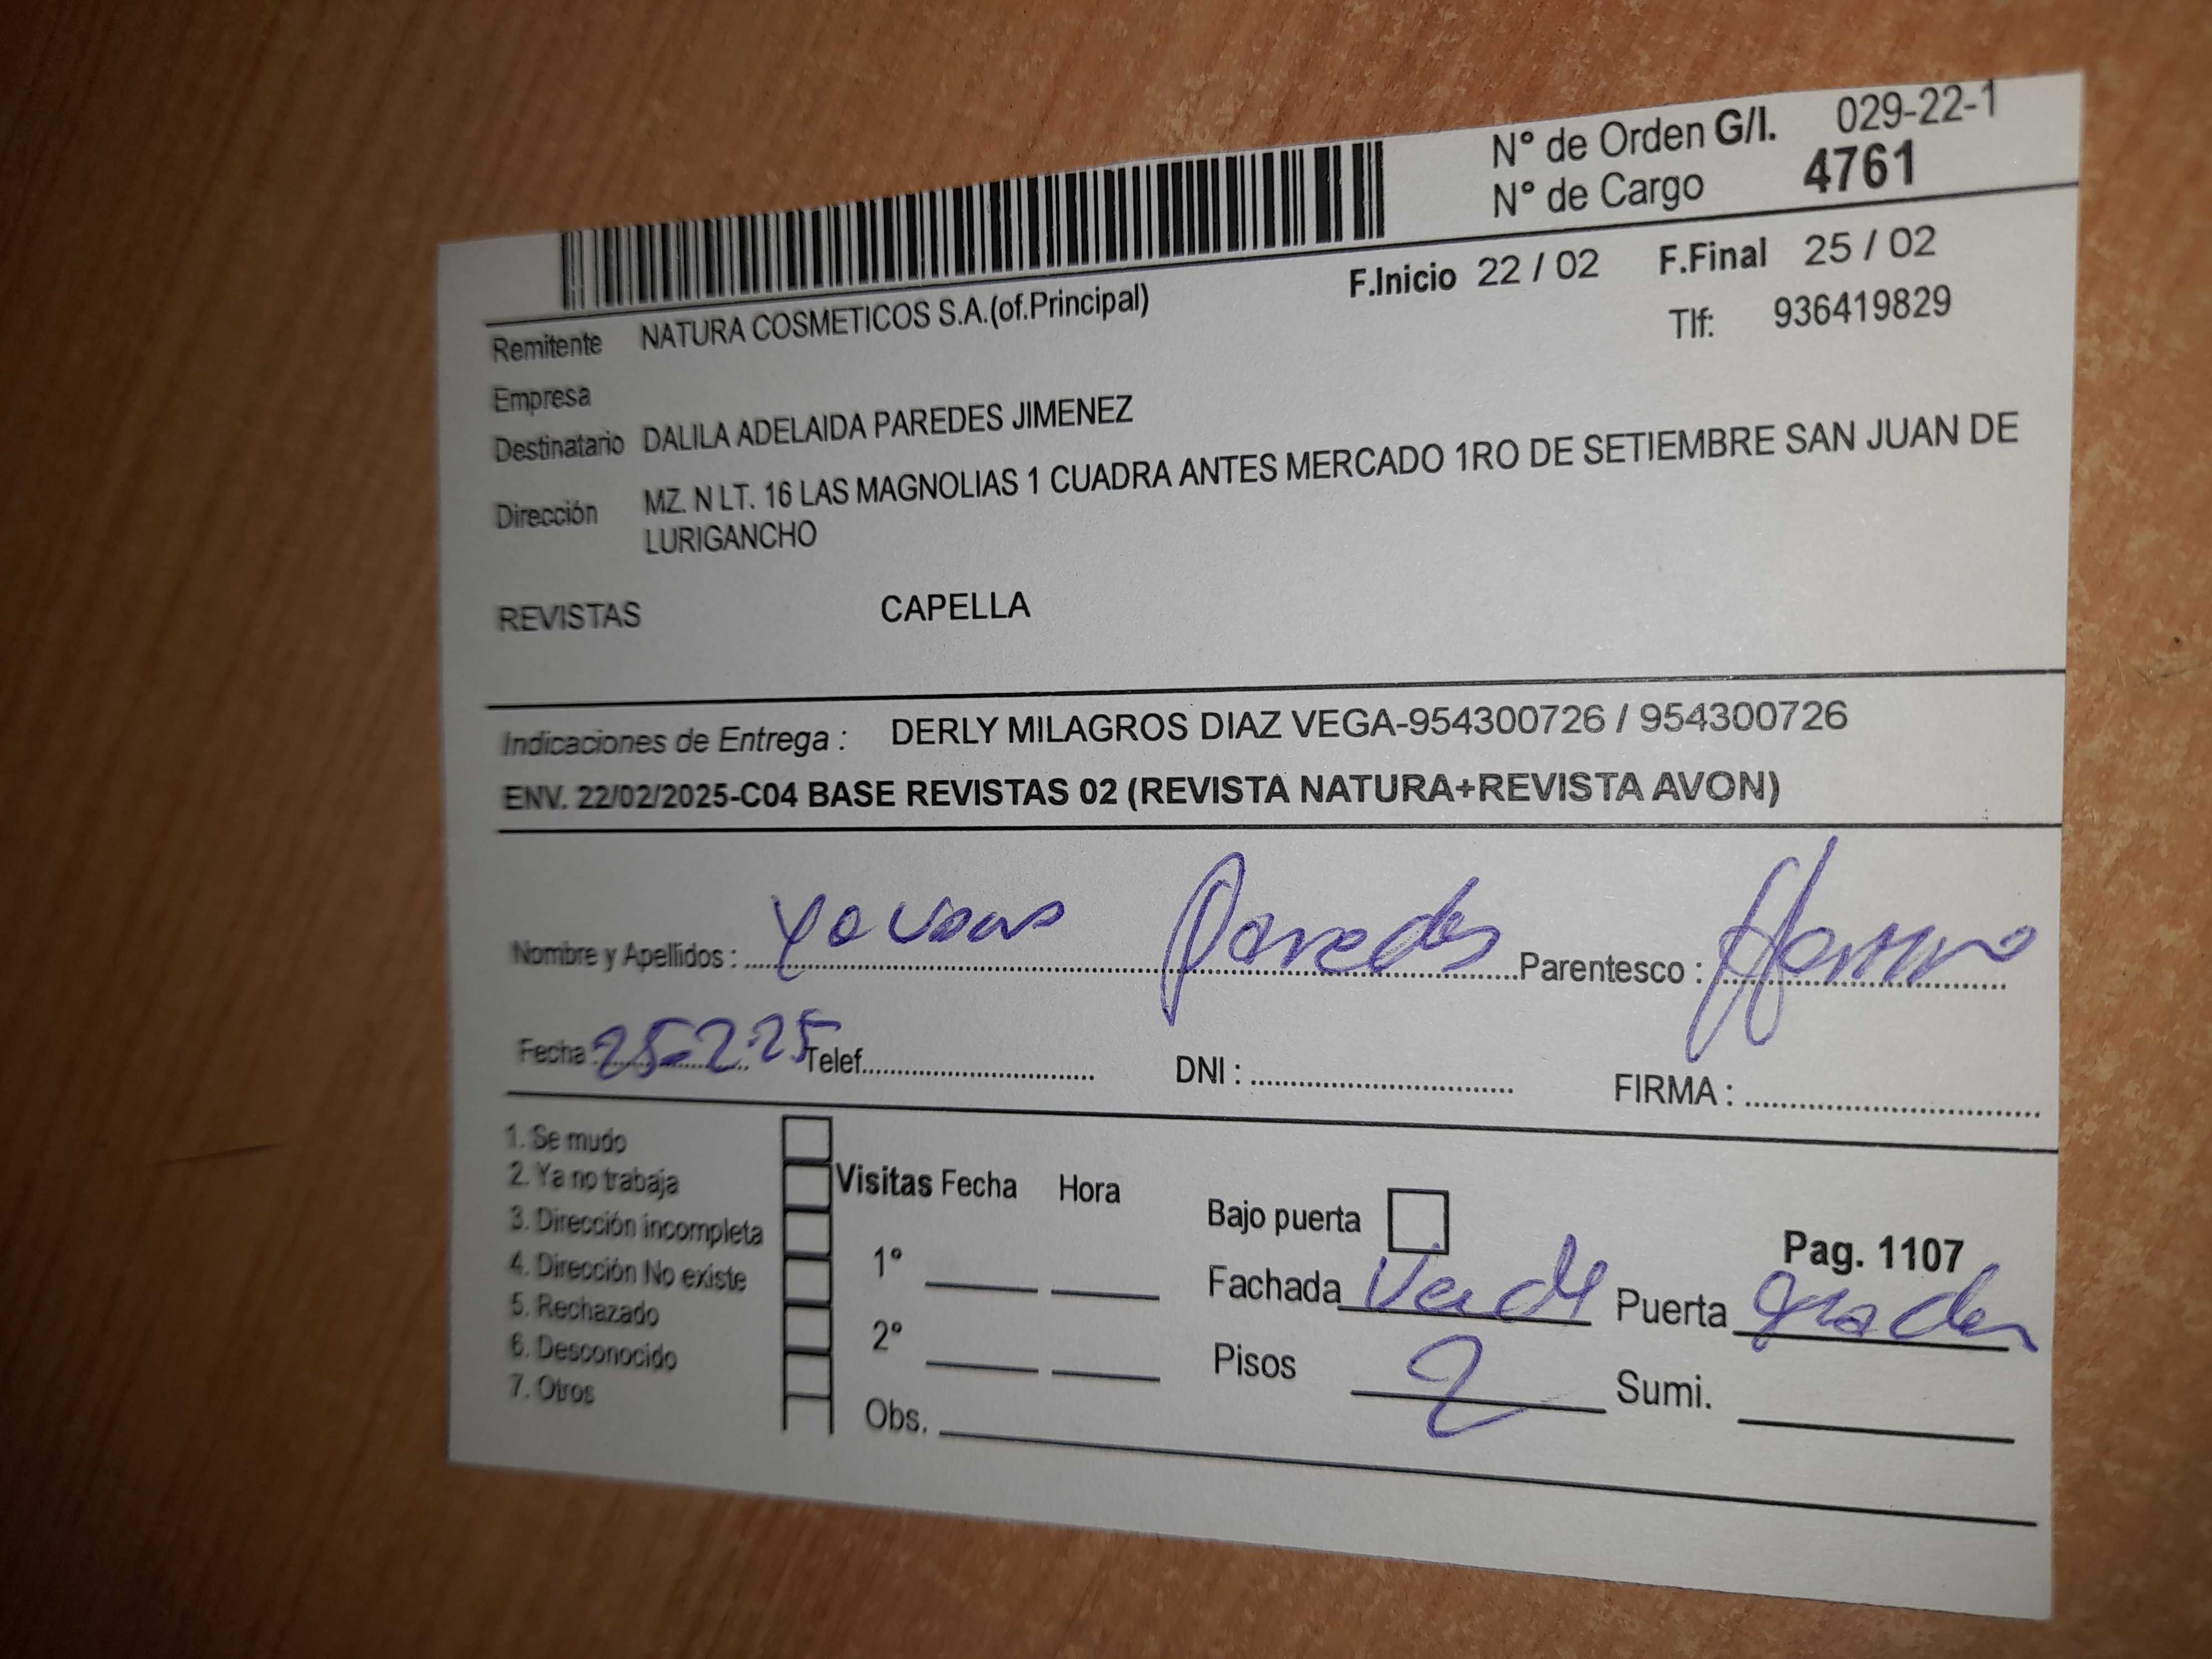 N° de Orden G/I. 029-22-1
N° de Cargo 4761
F.Inicio 22 / 02 F.Final 25 / 02
Remitente NATURA COSMETICOS S.A.(of.Principal) Tlf: 936419829
Empresa
Destinatario DALILA ADELAIDA PAREDES JIMENEZ
Dirección MZ. N LT. 16 LAS MAGNOLIAS 1 CUADRA ANTES MERCADO 1RO DE SETIEMBRE SAN JUAN DE
LURIGANCHO
REVISTAS CAPELLA
Indicaciones de Entrega : DERLY MILAGROS DIAZ VEGA-954300726 / 954300726
ENV. 22/02/2025-C04 BASE REVISTAS 02 (REVISTA NATURA+REVISTA AVON)
Nombre y Apellidos : Paredes Parentesco :
Fecha : 25-2-25 Telef. DNI : FIRMA :
1. Se mudo
2. Ya no trabaja
3. Dirección incompleta
4. Dirección No existe
5. Rechazado
6. Desconocido
7. Otros
Visitas Fecha Hora
1°
2°
Obs.
Bajo puerta
Pag. 1107
Fachada Verde Puerta
Pisos 2 Sumi.